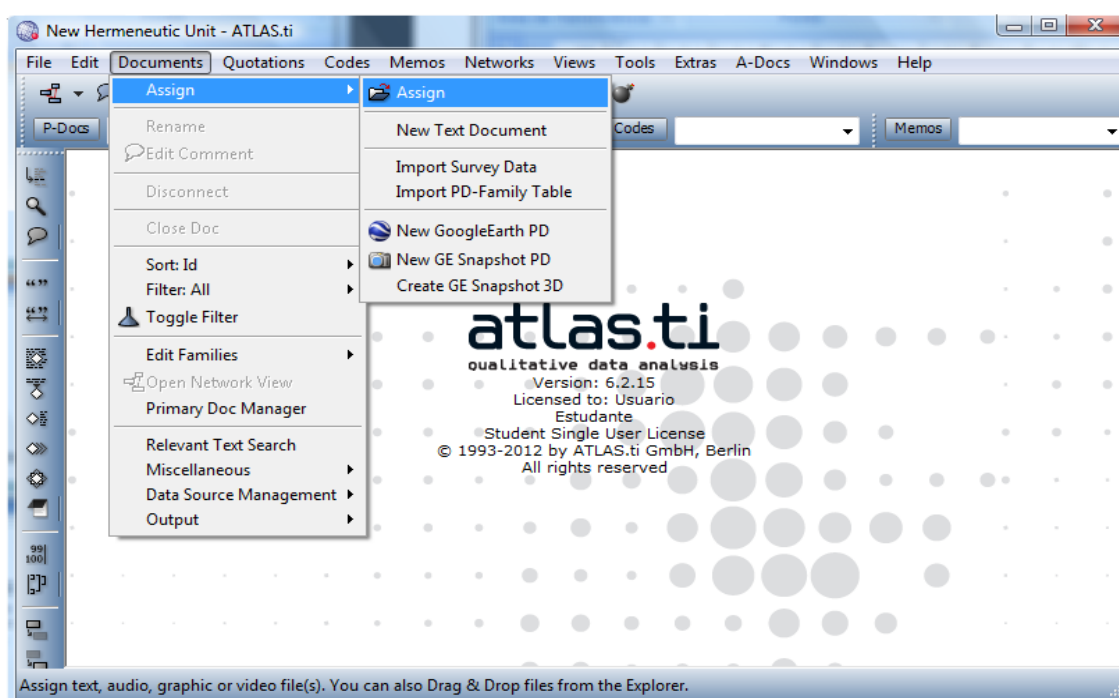 New Hermeneutic Unit - ATLAS.ti
File Edit Documents Quotations Codes Memos Networks Views Tools Extras A-Docs Windows Help
P-Docs
Codes
Memos
Assign
Rename
Edit Comment
Disconnect
Close Doc
Sort: Id
Filter: All
Toggle Filter
Edit Families
Open Network View
Primary Doc Manager
Relevant Text Search
Miscellaneous
Data Source Management
Output
Assign
New Text Document
Import Survey Data
Import PD-Family Table
New GoogleEarth PD
New GE Snapshot PD
Create GE Snapshot 3D
atlas.ti
qualitative data analysis
Version: 6.2.15
Licensed to: Usuario
Estudante
Student Single User License
© 1993-2012 by ATLAS.ti GmbH, Berlin
All rights reserved
99
100
Assign text, audio, graphic or video file(s). You can also Drag & Drop files from the Explorer.